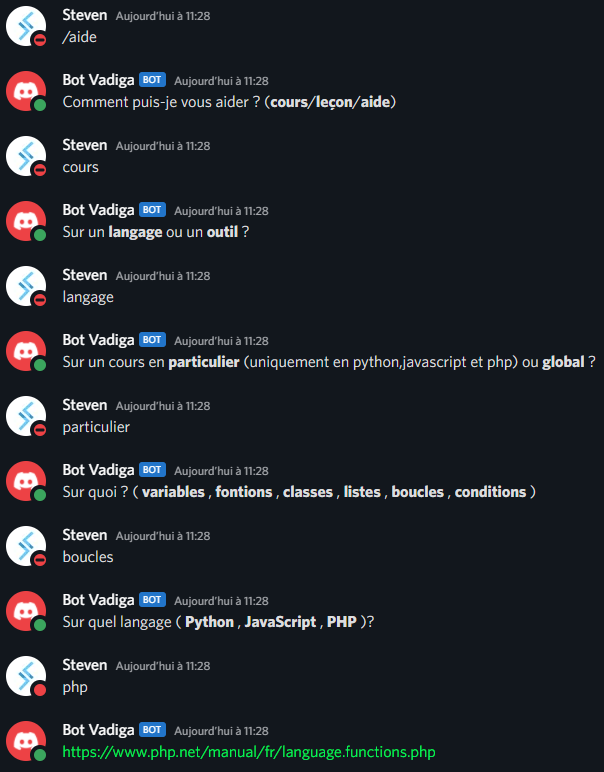 Steven Aujourd'hui à 11:28
/aide
Bot Vadiga BOT Aujourd'hui à 11:28
Comment puis-je vous aider ? (cours/leçon/aide)
Steven Aujourd'hui à 11:28
cours
Bot Vadiga BOT Aujourd'hui à 11:28
Sur un langage ou un outil ?
Steven Aujourd'hui à 11:28
langage
Bot Vadiga BOT Aujourd'hui à 11:28
Sur un cours en particulier (uniquement en python,javascript et php) ou global ?
Steven Aujourd'hui à 11:28
particulier
Bot Vadiga BOT Aujourd'hui à 11:28
Sur quoi ? ( variables , fontions , classes , listes , boucles , conditions )
Steven Aujourd'hui à 11:28
boucles
Bot Vadiga BOT Aujourd'hui à 11:28
Sur quel langage ( Python , JavaScript , PHP )?
Steven Aujourd'hui à 11:28
php
Bot Vadiga BOT Aujourd'hui à 11:28
https://www.php.net/manual/fr/language.functions.php